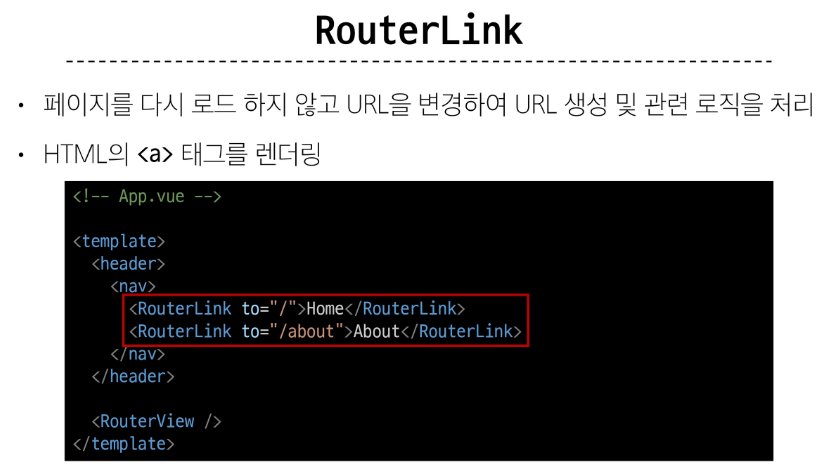 RouterLink
• 페이지를 다시 로드 하지 않고 URL을 변경하여 URL 생성 및 관련 로직을 처리
• HTML의 <a> 태그를 렌더링
<!-- App.vue -->
<template>
<header>
<nav>
<RouterLink to="/">Home</RouterLink>
<RouterLink to="/about">About</RouterLink>
</nav>
</header>
<RouterView />
</template>